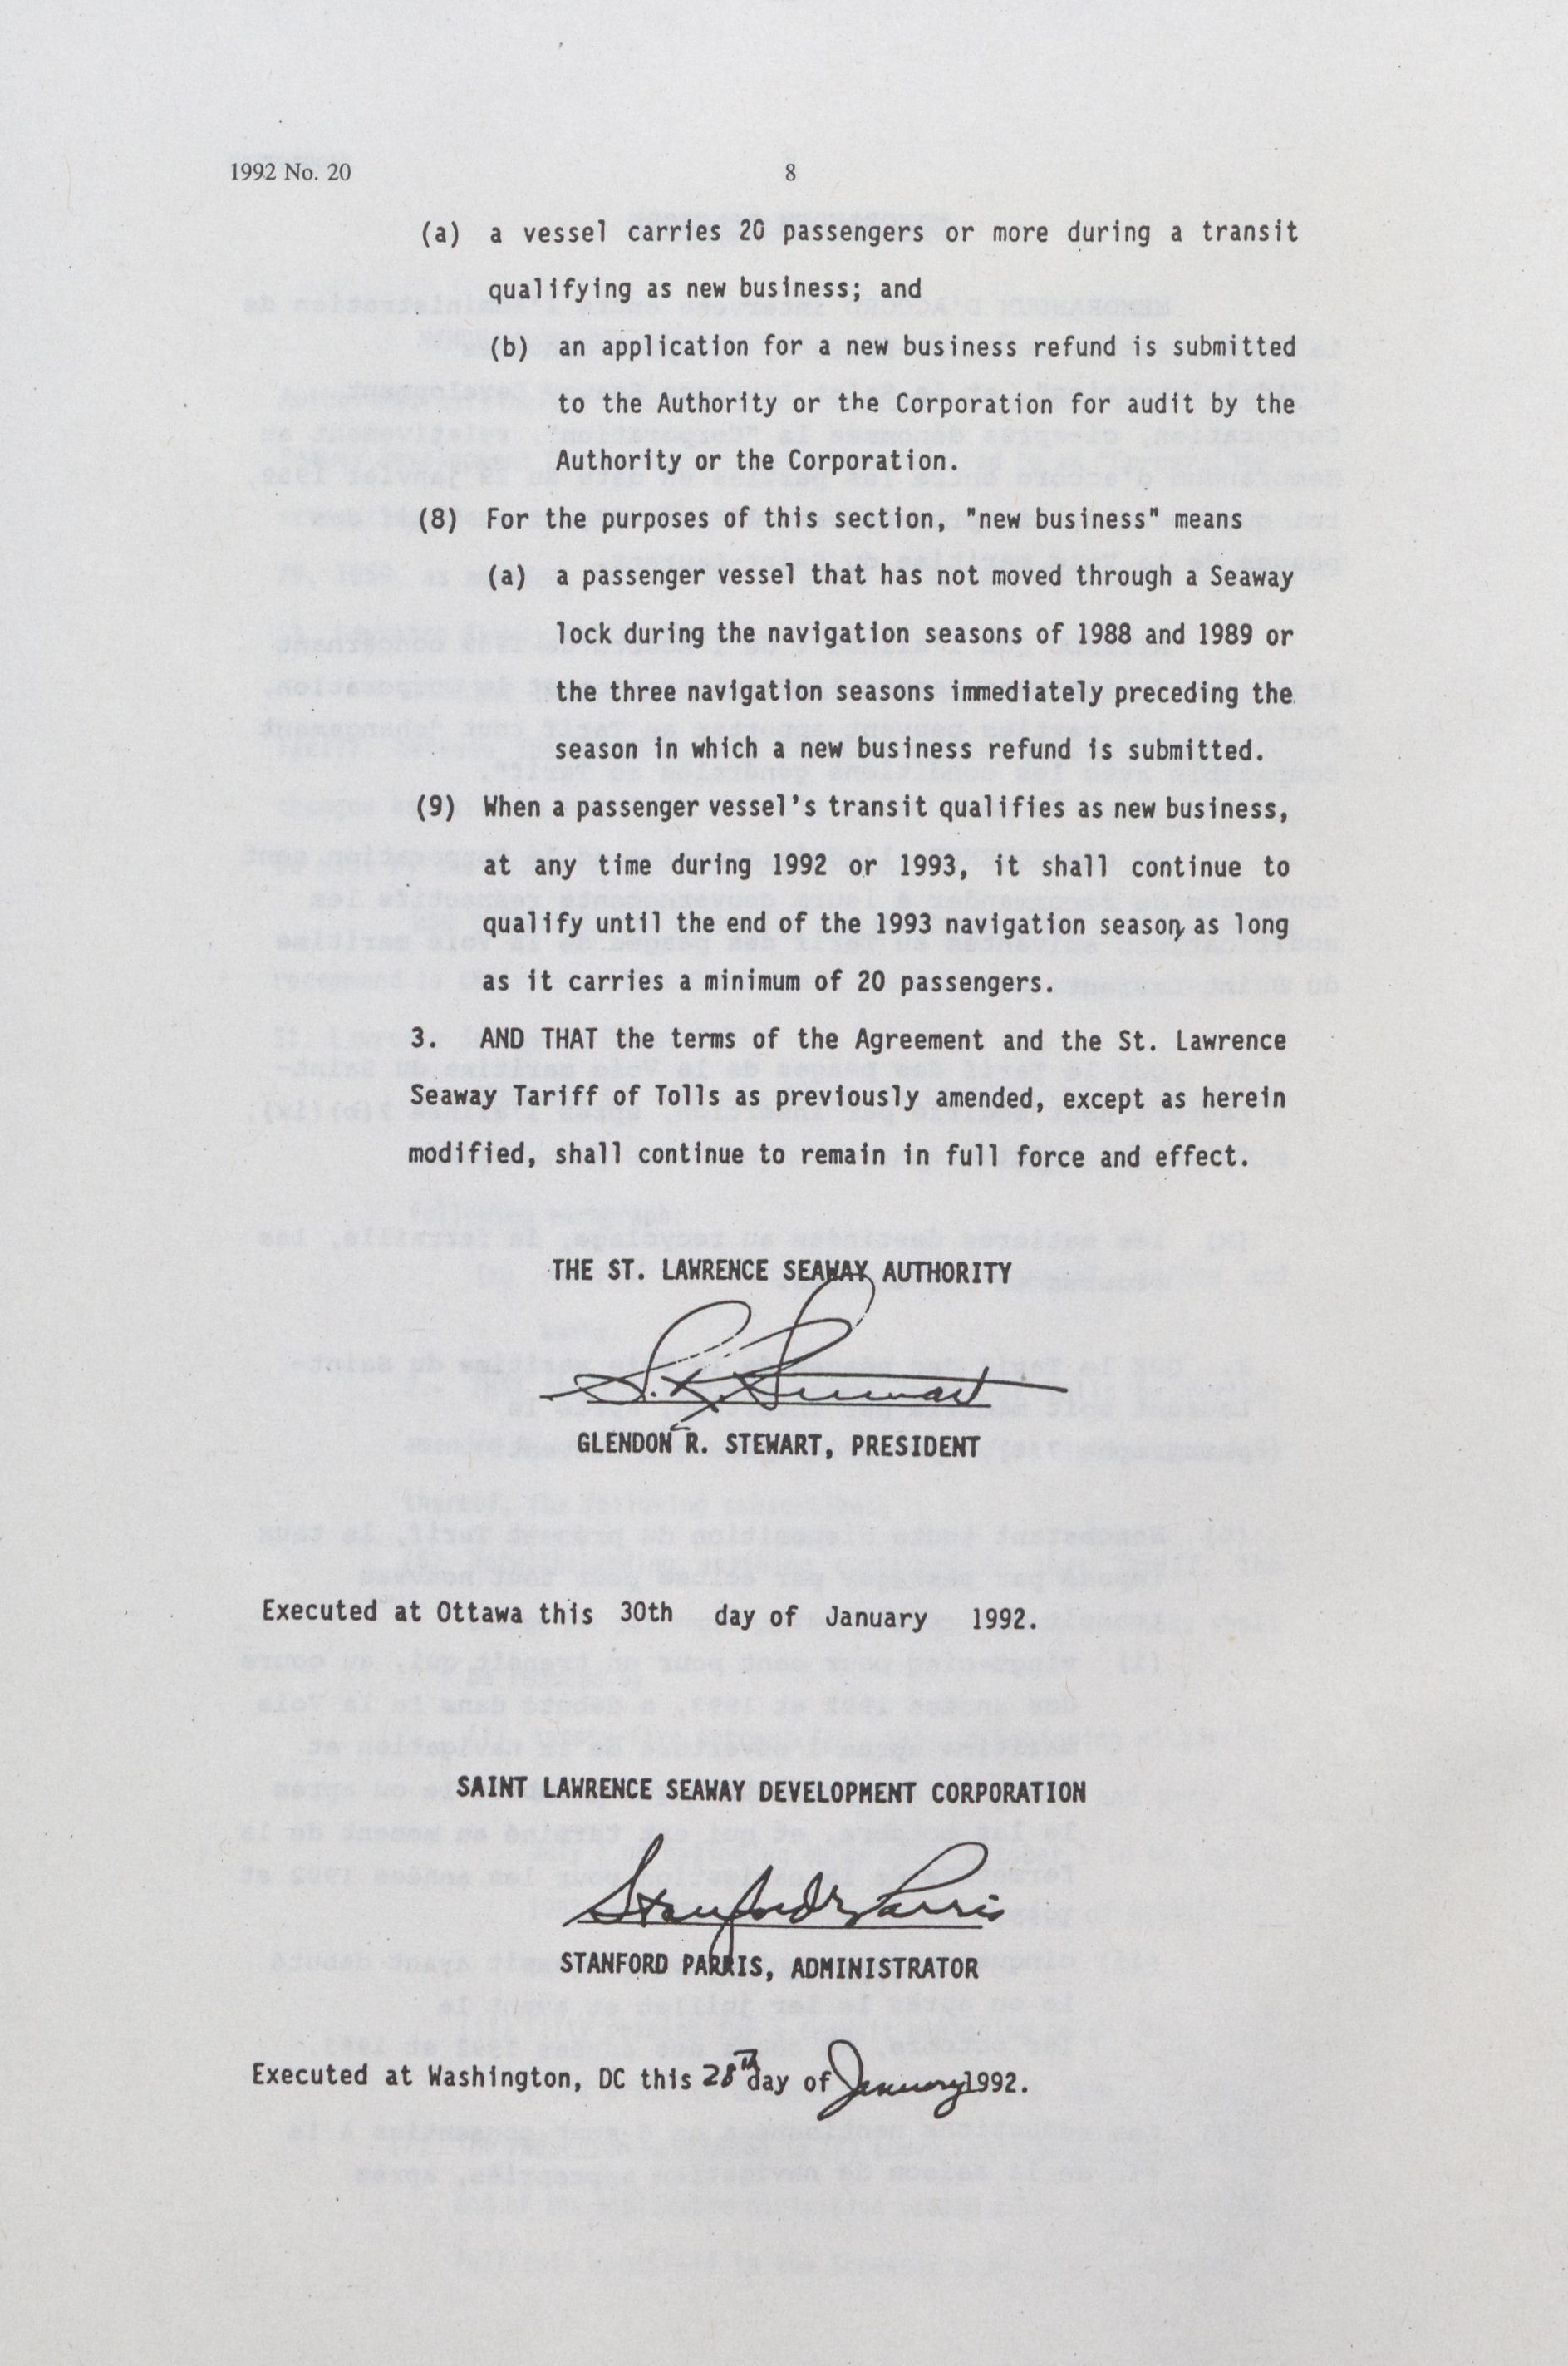 1992 No. 20 8
(a) a vessel carries 20 passengers or more during a transit
qualifying as new business; and
(b) an application for a new business refund is submitted
to the Authority or the Corporation for audit by the
Authority or the Corporation.
(8) For the purposes of this section, "new business" means
(a) a passenger vessel that has not moved through a Seaway
lock during the navigation seasons of 1988 and 1989 or
the three navigation seasons immediately preceding the
season in which a new business refund is submitted.
(9) When a passenger vessel's transit qualifies as new business,
at any time during 1992 or 1993, it shall continue to
qualify until the end of the 1993 navigation season, as long
as it carries a minimum of 20 passengers.
3. AND THAT the terms of the Agreement and the St. Lawrence
Seaway Tariff of Tolls as previously amended, except as herein
modified, shall continue to remain in full force and effect.
THE ST. LAWRENCE SEAWAY AUTHORITY
GLENDON R. STEWART, PRESIDENT
Executed at Ottawa this 30th day of January 1992.
SAINT LAWRENCE SEAWAY DEVELOPMENT CORPORATION
Stanford Parris
STANFORD PARRIS, ADMINISTRATOR
Executed at Washington, DC this 28th day of January 1992.